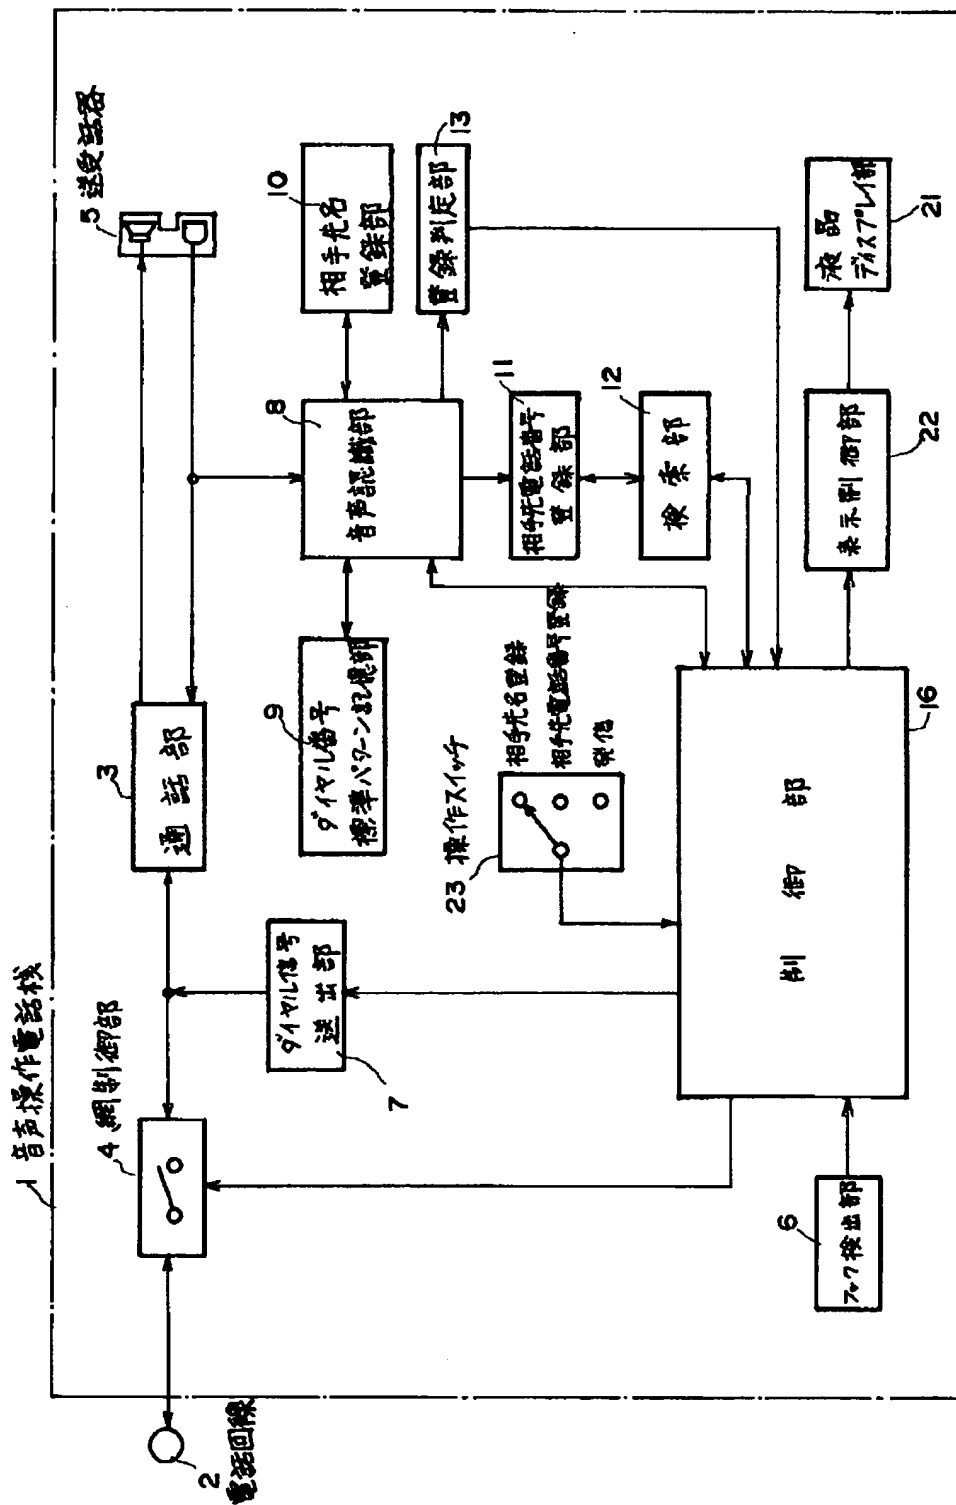 1 音声操作電話機
2
電話回線
4 網制御部
3
通話部
5 送受話器
7
ダイヤル信号
送出部
9
ダイヤル番号
標準パターン記憶部
8
音声認識部
10
相手先名
登録部
13
登録判定部
11
相手先電話番号
登録部
12
検索部
23 操作スイッチ
相手先名登録
相手先電話番号登録
発信
6
フック検出部
16
制御部
22
表示制御部
21
液晶
ディスプレイ部